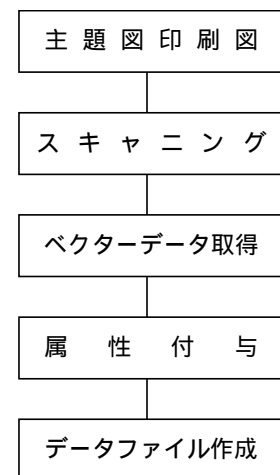 主題図印刷図
スキャニング
ベクターデータ取得
属性付与
データファイル作成